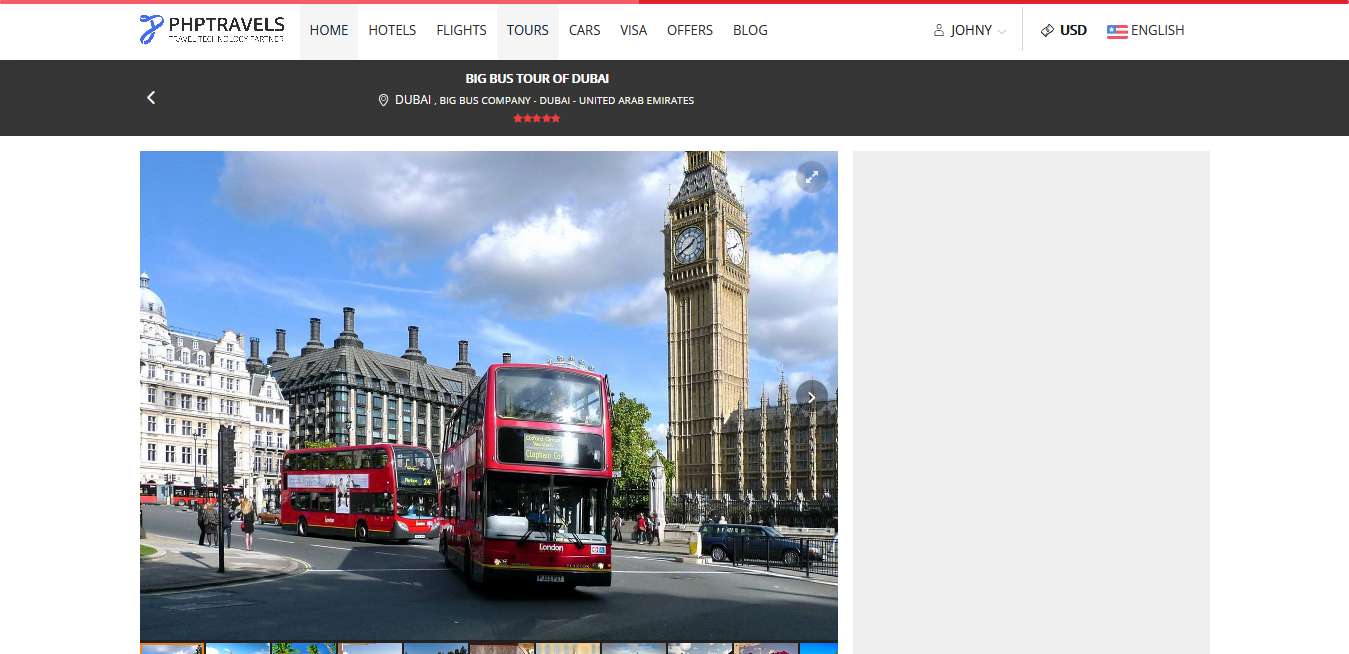 PHPTRAVELS
TRAVEL TECHNOLOGY PARTNER
HOME HOTELS FLIGHTS TOURS CARS VISA OFFERS BLOG
JOHNY
USD
ENGLISH
BIG BUS TOUR OF DUBAI
DUBAI , BIG BUS COMPANY - DUBAI - UNITED ARAB EMIRATES
Oxford Circus
Clapham
24
London
London